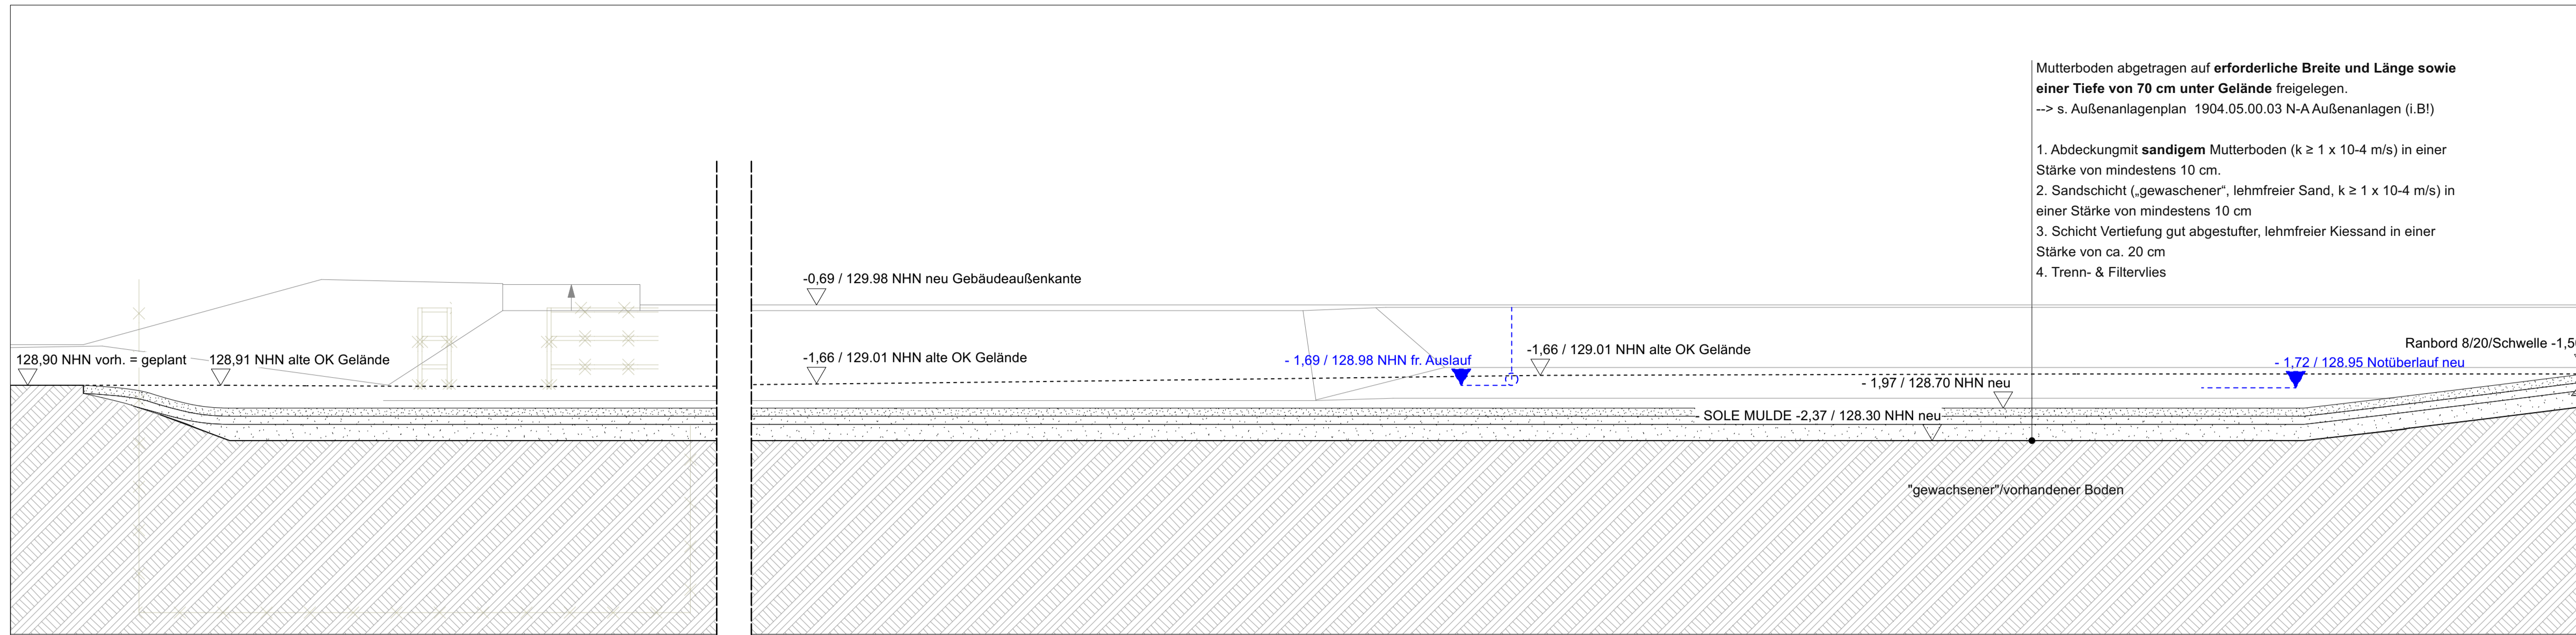 Mutterboden abgetragen auf erforderliche Breite und Länge sowie
einer Tiefe von 70 cm unter Gelände freigelegen.
--> s. Außenanlagenplan 1904.05.00.03 N-A Außenanlagen (i.B!)
1. Abdeckungmit sandigem Mutterboden (k ≥ 1 x 10-4 m/s) in einer
Stärke von mindestens 10 cm.
2. Sandschicht („gewaschener“, lehmfreier Sand, k ≥ 1 x 10-4 m/s) in
einer Stärke von mindestens 10 cm
3. Schicht Vertiefung gut abgestufter, lehmfreier Kiessand in einer
Stärke von ca. 20 cm
4. Trenn- & Filtervlies
-0,69 / 129.98 NHN neu Gebäudeaußenkante
128,90 NHN vorh. = geplant
128,91 NHN alte OK Gelände
-1,66 / 129.01 NHN alte OK Gelände
- 1,69 / 128.98 NHN fr. Auslauf
-1,66 / 129.01 NHN alte OK Gelände
Ranbord 8/20/Schwelle
- 1,72 / 128.95 Notüberlauf neu
- 1,97 / 128.70 NHN neu
- SOLE MULDE -2,37 / 128.30 NHN neu
"gewachsener"/vorhandener Boden